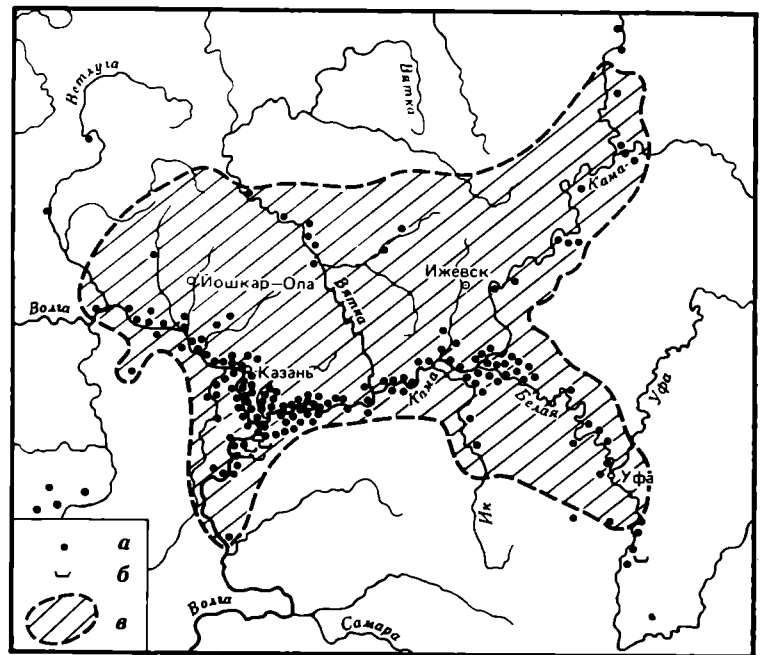 Ветлуга
Вятка
Кама
Йошкар-Ола
Ижевск
Вятка
Волга
Казань
Кама
Белая
Уфа
Уфа
Ик
а
б
в
Волга
Самара